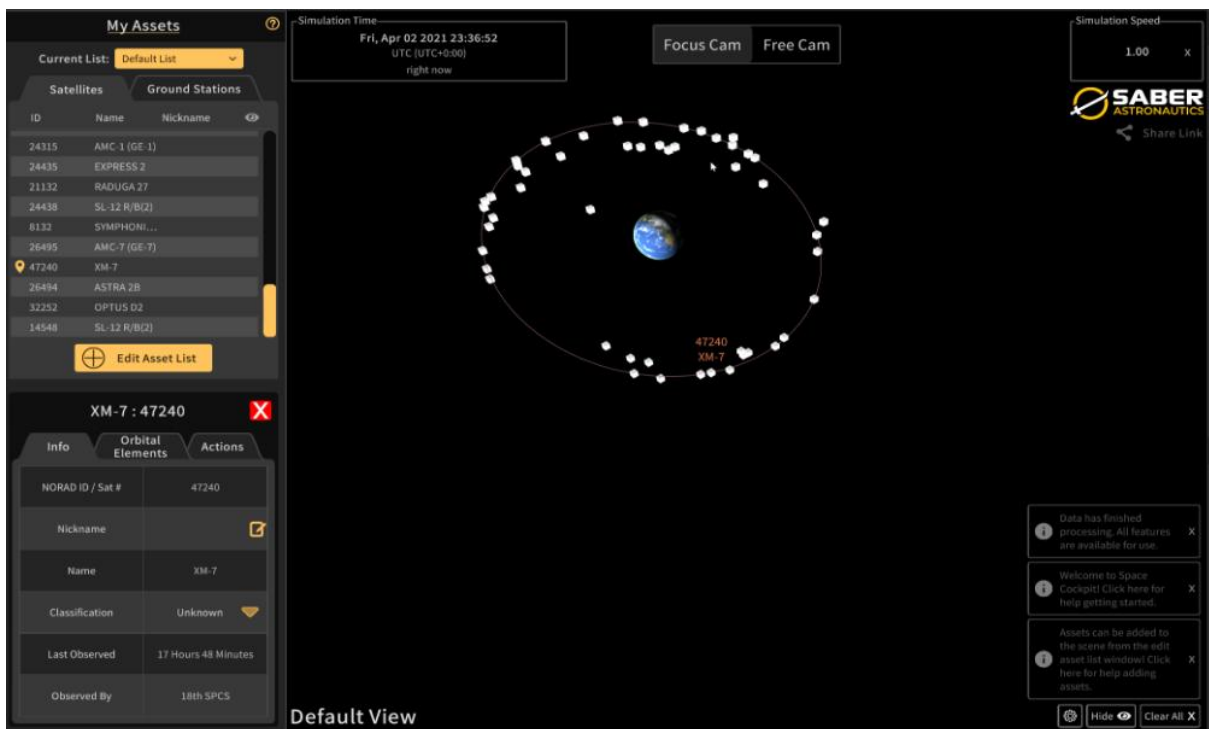 My Assets
Current List: Default List
Satellites Ground Stations
ID Name Nickname
24315 AMC-1 (GE-1)
24435 EXPRESS 2
21132 RADUGA 27
24438 SL-12 R/B(2)
8132 SYMPHONI...
26495 AMC-7 (GE-7)
47240 XM-7
26494 ASTRA 2B
32252 OPTUS D2
14548 SL-12 R/B(2)
Edit Asset List
XM-7 : 47240
X
Info Orbital Elements Actions
NORAD ID / Sat # 47240
Nickname
Name XM-7
Classification Unknown
Last Observed 17 Hours 48 Minutes
Observed By 18th SPCS
Simulation Time
Fri, Apr 02 2021 23:36:52
UTC (UTC+0:00)
right now
Focus Cam Free Cam
Simulation Speed
1.00 x
SABER
ASTRONAUTICS
Share Link
47240
XM-7
Data has finished
processing. All features X
are available for use.
Welcome to Space
Cockpit! Click here for X
help getting started.
Assets can be added to
the scene from the edit
asset list window! Click X
here for help adding
assets.
Default View
Hide Clear All X